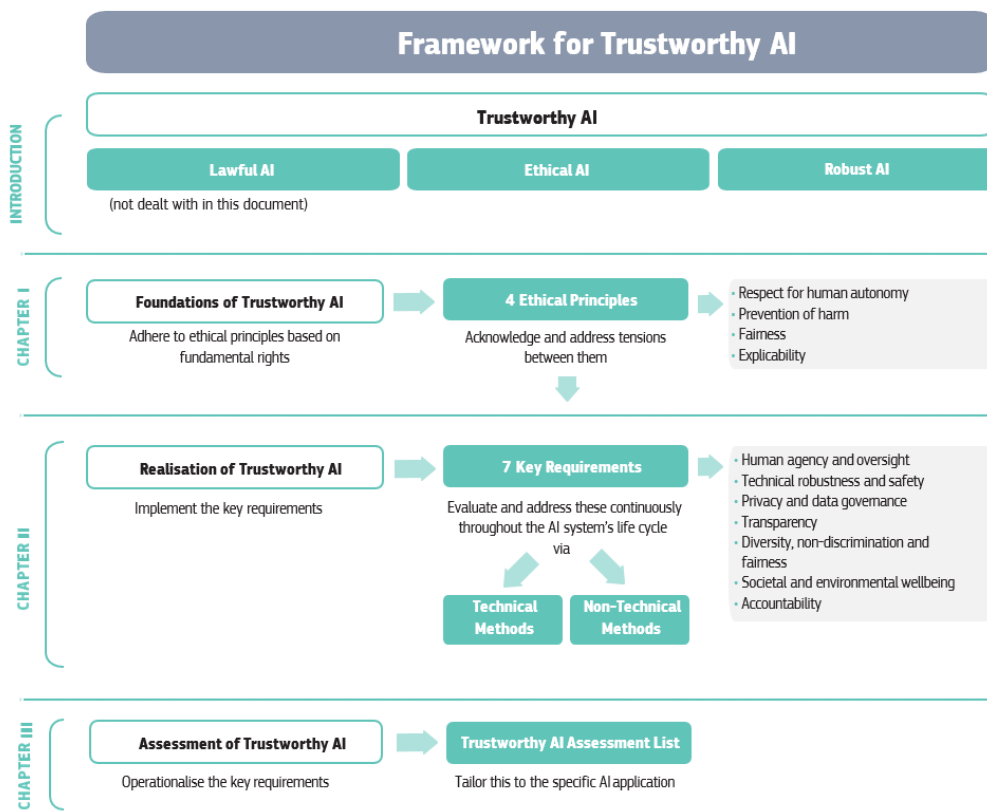 Framework for Trustworthy AI
INTRODUCTION
Trustworthy AI
Lawful AI
Ethical AI
Robust AI
(not dealt with in this document)
CHAPTER I
Foundations of Trustworthy AI
Adhere to ethical principles based on
fundamental rights
4 Ethical Principles
Acknowledge and address tensions
between them
• Respect for human autonomy
• Prevention of harm
• Fairness
• Explicability
CHAPTER II
Realisation of Trustworthy AI
Implement the key requirements
7 Key Requirements
Evaluate and address these continuously
throughout the AI system's life cycle
via
Technical
Methods
Non-Technical
Methods
• Human agency and oversight
• Technical robustness and safety
• Privacy and data governance
• Transparency
• Diversity, non-discrimination and
fairness
• Societal and environmental wellbeing
• Accountability
CHAPTER III
Assessment of Trustworthy AI
Operationalise the key requirements
Trustworthy AI Assessment List
Tailor this to the specific AI application